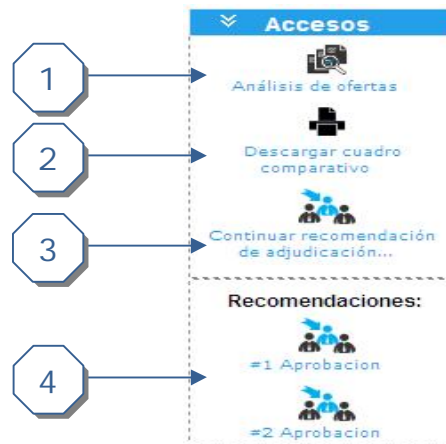 Accesos
1
Análisis de ofertas
2
Descargar cuadro
comparativo
3
Continuar recomendación
de adjudicación...
Recomendaciones:
4
#1 Aprobacion
#2 Aprobacion